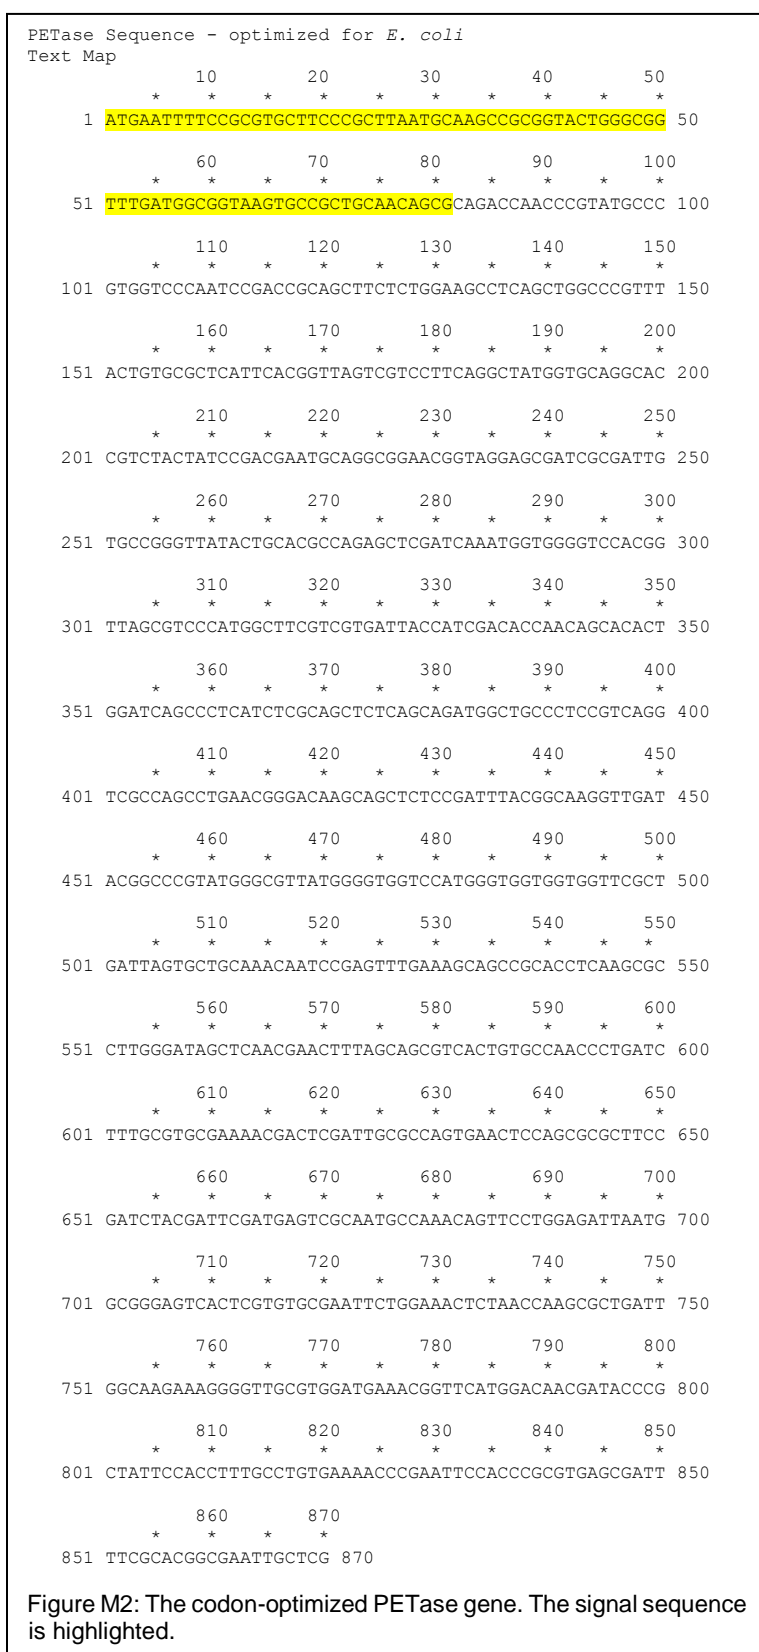 PETase Sequence - optimized for E. coli
Text Map
10 20 30 40 50
* * * * * * * * * *
1 ATGAATTTTCCGCGTGCTTCCCGCTTAATGCAAGCCGCGGTACTGGGCGG 50
60 70 80 90 100
* * * * * * * * * *
51 TTTGATGGCGGTAAGTGCCGCTGCAACAGCGCAGACCAACCCGTATGCCC 100
110 120 130 140 150
* * * * * * * * * *
101 GTGGTCCCAATCCGACCGCAGCTTCTCTGGAAGCCTCAGCTGGCCCGTTT 150
160 170 180 190 200
* * * * * * * * * *
151 ACTGTGCGCTCATTCACGGTTAGTCGTCCTTCAGGCTATGGTGCAGGCAC 200
210 220 230 240 250
* * * * * * * * * *
201 CGTCTACTATCCGACGAATGCAGGCGGAACGGTAGGAGCGATCGCGATTG 250
260 270 280 290 300
* * * * * * * * * *
251 TGCCGGGTTATACTGCACGCCAGAGCTCGATCAAATGGTGGGGTCCACGG 300
310 320 330 340 350
* * * * * * * * * *
301 TTAGCGTCCCATGGCTTCGTCGTGATTACCATCGACACCAACAGCACACT 350
360 370 380 390 400
* * * * * * * * * *
351 GGATCAGCCCTCATCTCGCAGCTCTCAGCAGATGGCTGCCCTCCGTCAGG 400
410 420 430 440 450
* * * * * * * * * *
401 TCGCCAGCCTGAACGGGACAAGCAGCTCTCCGATTTACGGCAAGGTTGAT 450
460 470 480 490 500
* * * * * * * * * *
451 ACGGCCCGTATGGGCGTTATGGGGTGGTCCATGGGTGGTGGTGGTTCGCT 500
510 520 530 540 550
* * * * * * * * * *
501 GATTAGTGCTGCAAACAATCCGAGTTTGAAAGCAGCCGCACCTCAAGCGC 550
560 570 580 590 600
* * * * * * * * * *
551 CTTGGGATAGCTCAACGAACTTTAGCAGCGTCACTGTGCCAACCCTGATC 600
610 620 630 640 650
* * * * * * * * * *
601 TTTGCGTGCGAAAACGACTCGATTGCGCCAGTGAACTCCAGCGCGCTTCC 650
660 670 680 690 700
* * * * * * * * * *
651 GATCTACGATTCGATGAGTCGCAATGCCAAACAGTTCCTGGAGATTAATG 700
710 720 730 740 750
* * * * * * * * * *
701 GCGGGAGTCACTCGTGTGCGAATTCTGGAAACTCTAACCAAGCGCTGATT 750
760 770 780 790 800
* * * * * * * * * *
751 GGCAAGAAAGGGGTTGCGTGGATGAAACGGTTCATGGACAACGATACCCG 800
810 820 830 840 850
* * * * * * * * * *
801 CTATTCCACCTTTGCCTGTGAAAACCCGAATTCCACCCGCGTGAGCGATT 850
860 870
* * * *
851 TTCGCACGGCGAATTGCTCG 870
Figure M2: The codon-optimized PETase gene. The signal sequence
is highlighted.